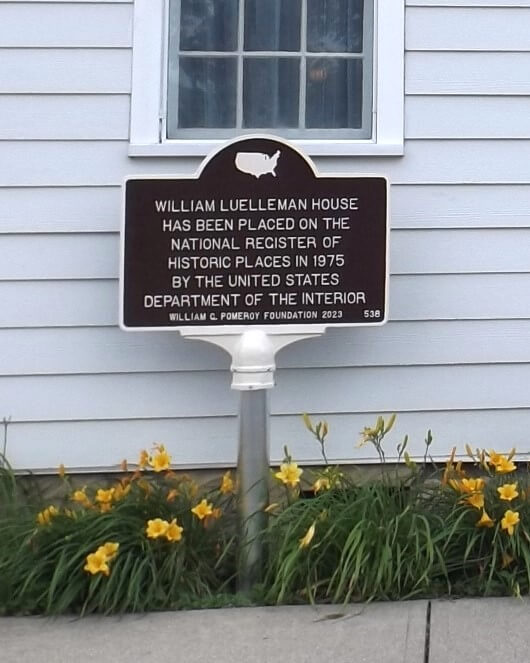 WILLIAM LUELLEMAN HOUSE
HAS BEEN PLACED ON THE
NATIONAL REGISTER OF
HISTORIC PLACES IN 1975
BY THE UNITED STATES
DEPARTMENT OF THE INTERIOR
WILLIAM G. POMEROY FOUNDATION 2023 538